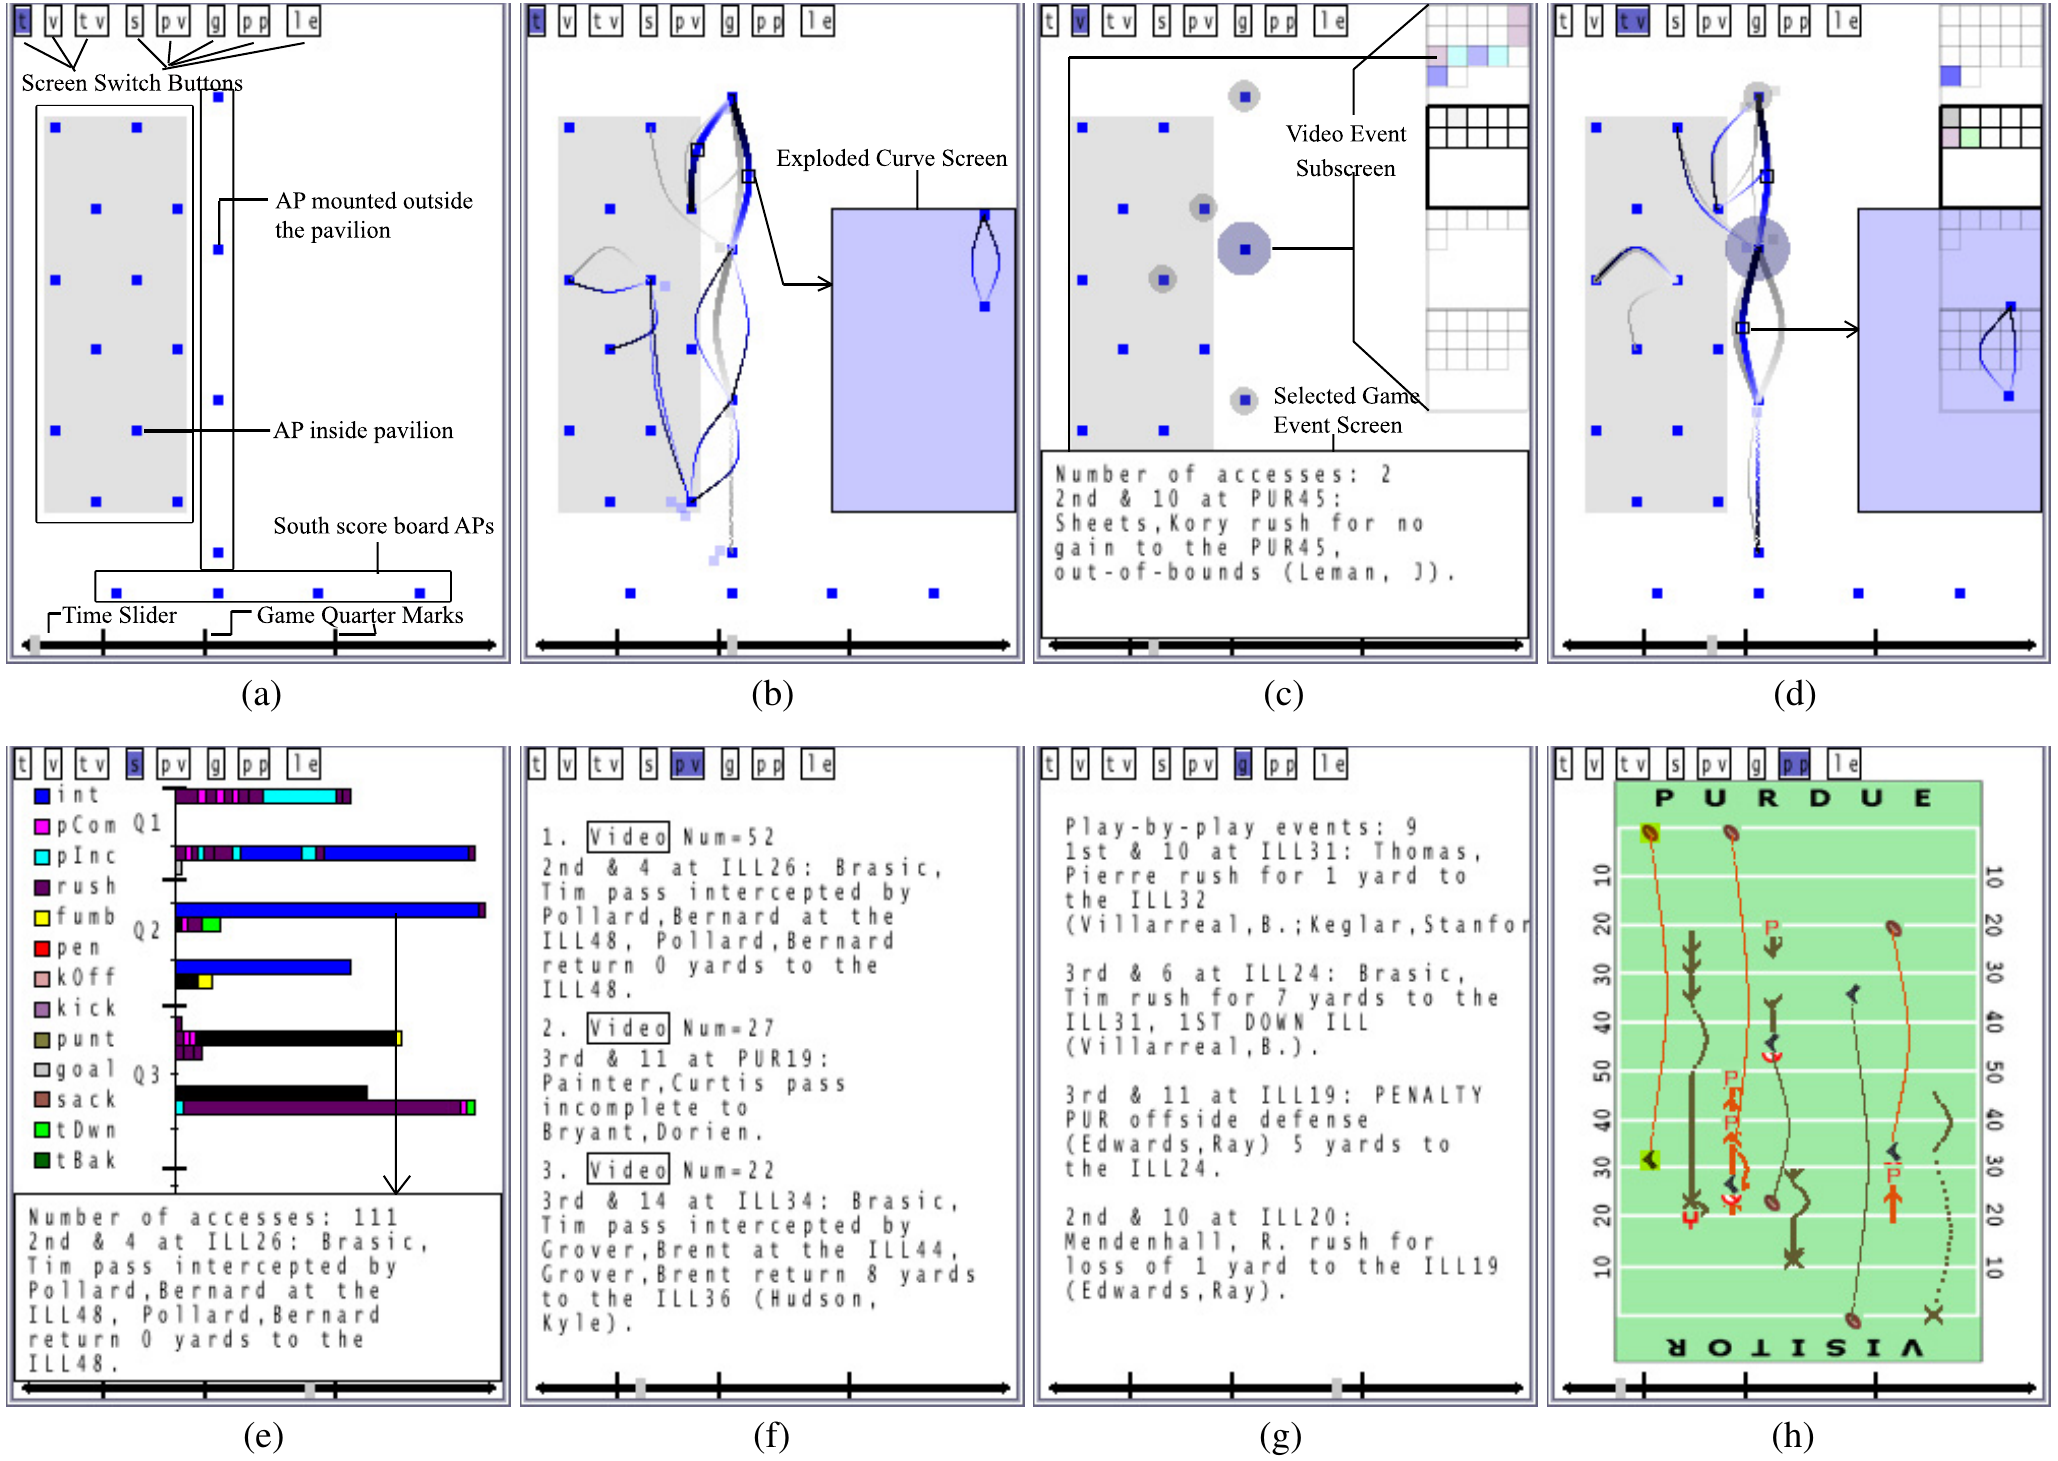 t v tv s pv g pp le
Screen Switch Buttons
AP mounted outside
the pavilion
AP inside pavilion
South score board APs
Time Slider
Game Quarter Marks
(a)
t v tv s pv g pp le
Exploded Curve Screen
(b)
t v tv s pv g pp le
Video Event
Subscreen
Selected Game
Event Screen
Number of accesses: 2
2nd & 10 at PUR45:
Sheets,Kory rush for no
gain to the PUR45,
out-of-bounds (Leman, J).
(c)
t v tv s pv g pp le
(d)
t v tv s pv g pp le
int
pCom
pInc
rush
fumb
pen
kOff
kick
punt
goal
sack
tDwn
tBak
Q1
Q2
Q3
Number of accesses: 111
2nd & 4 at ILL26: Brasic,
Tim pass intercepted by
Pollard,Bernard at the
ILL48, Pollard,Bernard
return 0 yards to the
ILL48.
(e)
t v tv s pv g pp le
1. Video Num=52
2nd & 4 at ILL26: Brasic,
Tim pass intercepted by
Pollard,Bernard at the
ILL48, Pollard,Bernard
return 0 yards to the
ILL48.
2. Video Num=27
3rd & 11 at PUR19:
Painter,Curtis pass
incomplete to
Bryant,Dorien.
3. Video Num=22
3rd & 14 at ILL34: Brasic,
Tim pass intercepted by
Grover,Brent at the ILL44,
Grover,Brent return 8 yards
to the ILL36 (Hudson,
Kyle).
(f)
t v tv s pv g pp le
Play-by-play events: 9
1st & 10 at ILL31: Thomas,
Pierre rush for 1 yard to
the ILL32
(Villarreal,B.;Keglar,Stanfor
3rd & 6 at ILL24: Brasic,
Tim rush for 7 yards to the
ILL31, 1ST DOWN ILL
(Villarreal,B.).
3rd & 11 at ILL19: PENALTY
PUR offside defense
(Edwards,Ray) 5 yards to
the ILL24.
2nd & 10 at ILL20:
Mendenhall, R. rush for
loss of 1 yard to the ILL19
(Edwards,Ray).
(g)
t v tv s pv g pp le
PURDUE
10 10
20 20
P
30 30
40 40
50 50
P
P
40 40
30 30
P
20 20
10 10
VISITOR
(h)